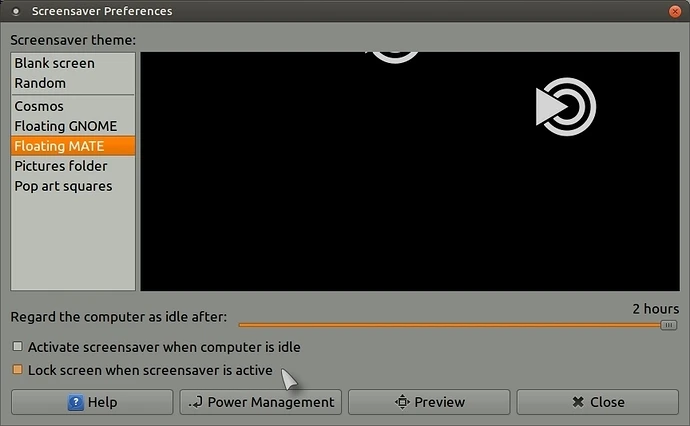 Screensaver Preferences
Screensaver theme:
Blank screen
Random
Cosmos
Floating GNOME
Floating MATE
Pictures folder
Pop art squares
2 hours
Regard the computer as idle after:
Activate screensaver when computer is idle
Lock screen when screensaver is active
Help
Power Management
Preview
Close